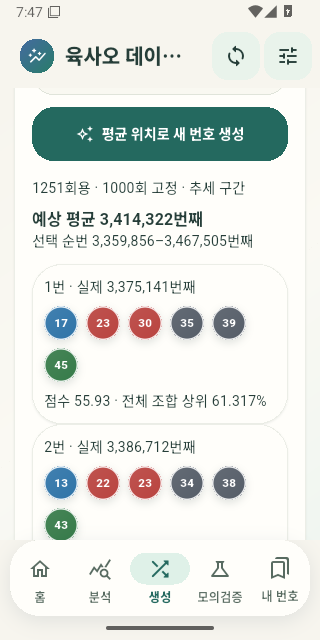 7:47
육사오 데이…
평균 위치로 새 번호 생성
1251회용 · 1000회 고정 · 추세 구간
예상 평균 3,414,322번째
선택 순번 3,359,856–3,467,505번째
1번 · 실제 3,375,141번째
17 23 30 35 39
45
점수 55.93 · 전체 조합 상위 61.317%
2번 · 실제 3,386,712번째
13 22 23 34 38
43
홈 분석 생성 모의검증 내 번호